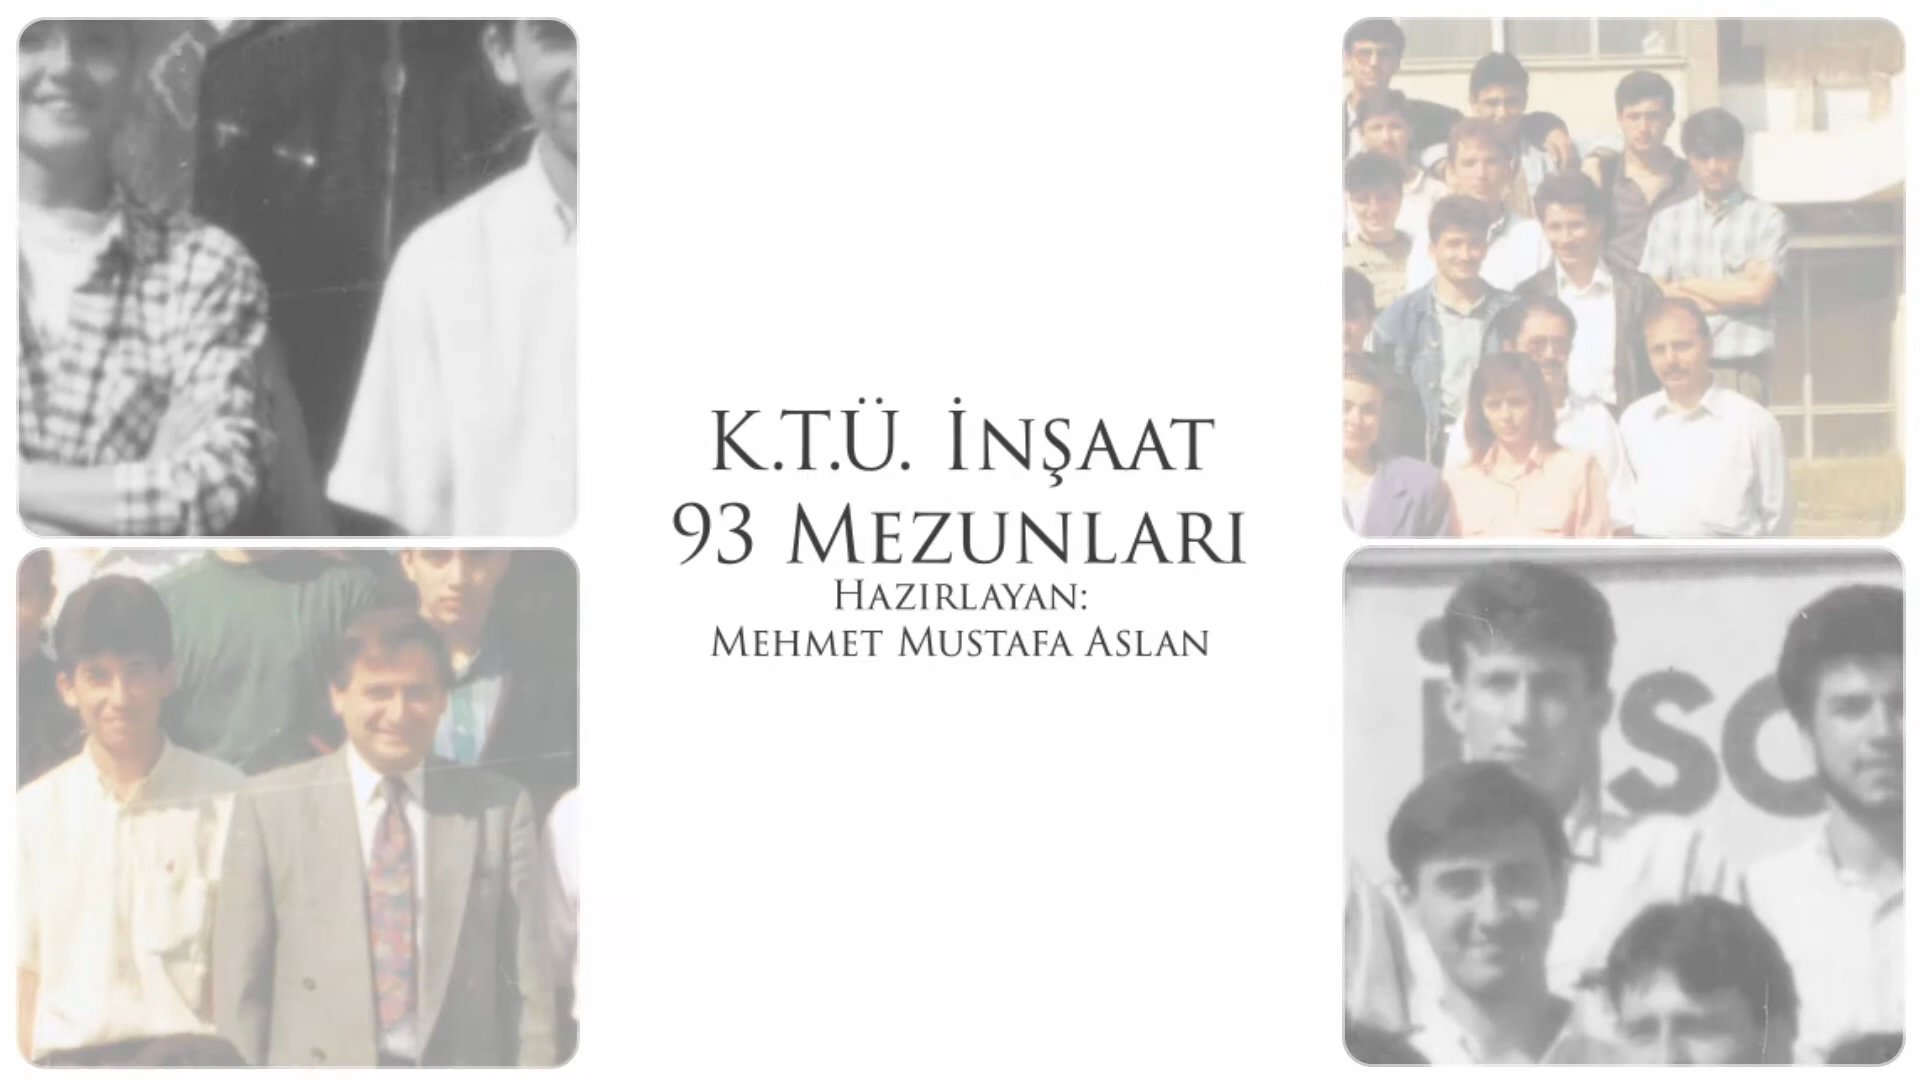 K.T.Ü. İnşaat
93 Mezunları
Hazırlayan:
Mehmet Mustafa Aslan